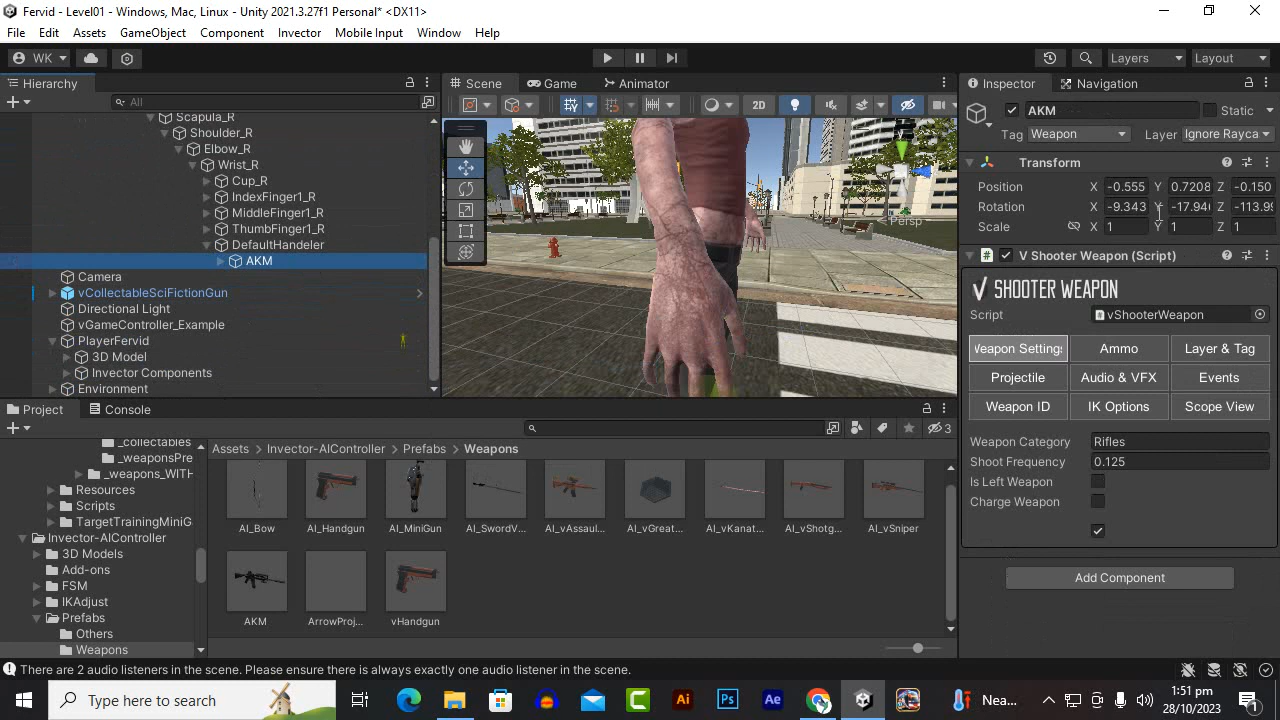 Fervid - Level01 - Windows, Mac, Linux - Unity 2021.3.27f1 Personal* <DX11>
File Edit Assets GameObject Component Invector Mobile Input Window Help
WK Layers Layout
Hierarchy
All
Scapula_R
Shoulder_R
Elbow_R
Wrist_R
Cup_R
IndexFinger1_R
MiddleFinger1_R
ThumbFinger1_R
DefaultHandeler
AKM
Camera
vCollectableSciFictionGun
Directional Light
vGameController_Example
PlayerFervid
3D Model
Invector Components
Environment
Scene Game Animator
2D
Persp
Inspector Navigation
AKM Static
Tag Weapon Layer Ignore Rayca
Transform
Position X -0.555 Y 0.7208 Z -0.150
Rotation X -9.343 Y -17.94 Z -113.9
Scale X 1 Y 1 Z 1
V Shooter Weapon (Script)
SHOOTER WEAPON
Script vShooterWeapon
Weapon Settings Ammo Layer & Tag
Projectile Audio & VFX Events
Weapon ID IK Options Scope View
Weapon Category Rifles
Shoot Frequency 0.125
Is Left Weapon
Charge Weapon
Add Component
Project Console
3
_collectables
_weaponsPre
_weapons_WITH
Resources
Scripts
TargetTrainingMiniG
Invector-AIController
3D Models
Add-ons
FSM
IKAdjust
Prefabs
Others
Weapons
Assets Invector-AIController Prefabs Weapons
AI_Bow AI_Handgun AI_MiniGun AI_SwordV... AI_vAssaul... AI_vGreat... AI_vKanat... AI_vShotg... AI_vSniper
AKM ArrowProj... vHandgun
There are 2 audio listeners in the scene. Please ensure there is always exactly one audio listener in the scene.
Type here to search
Ai Ps Ae
Nea...
1:51 pm
28/10/2023
1